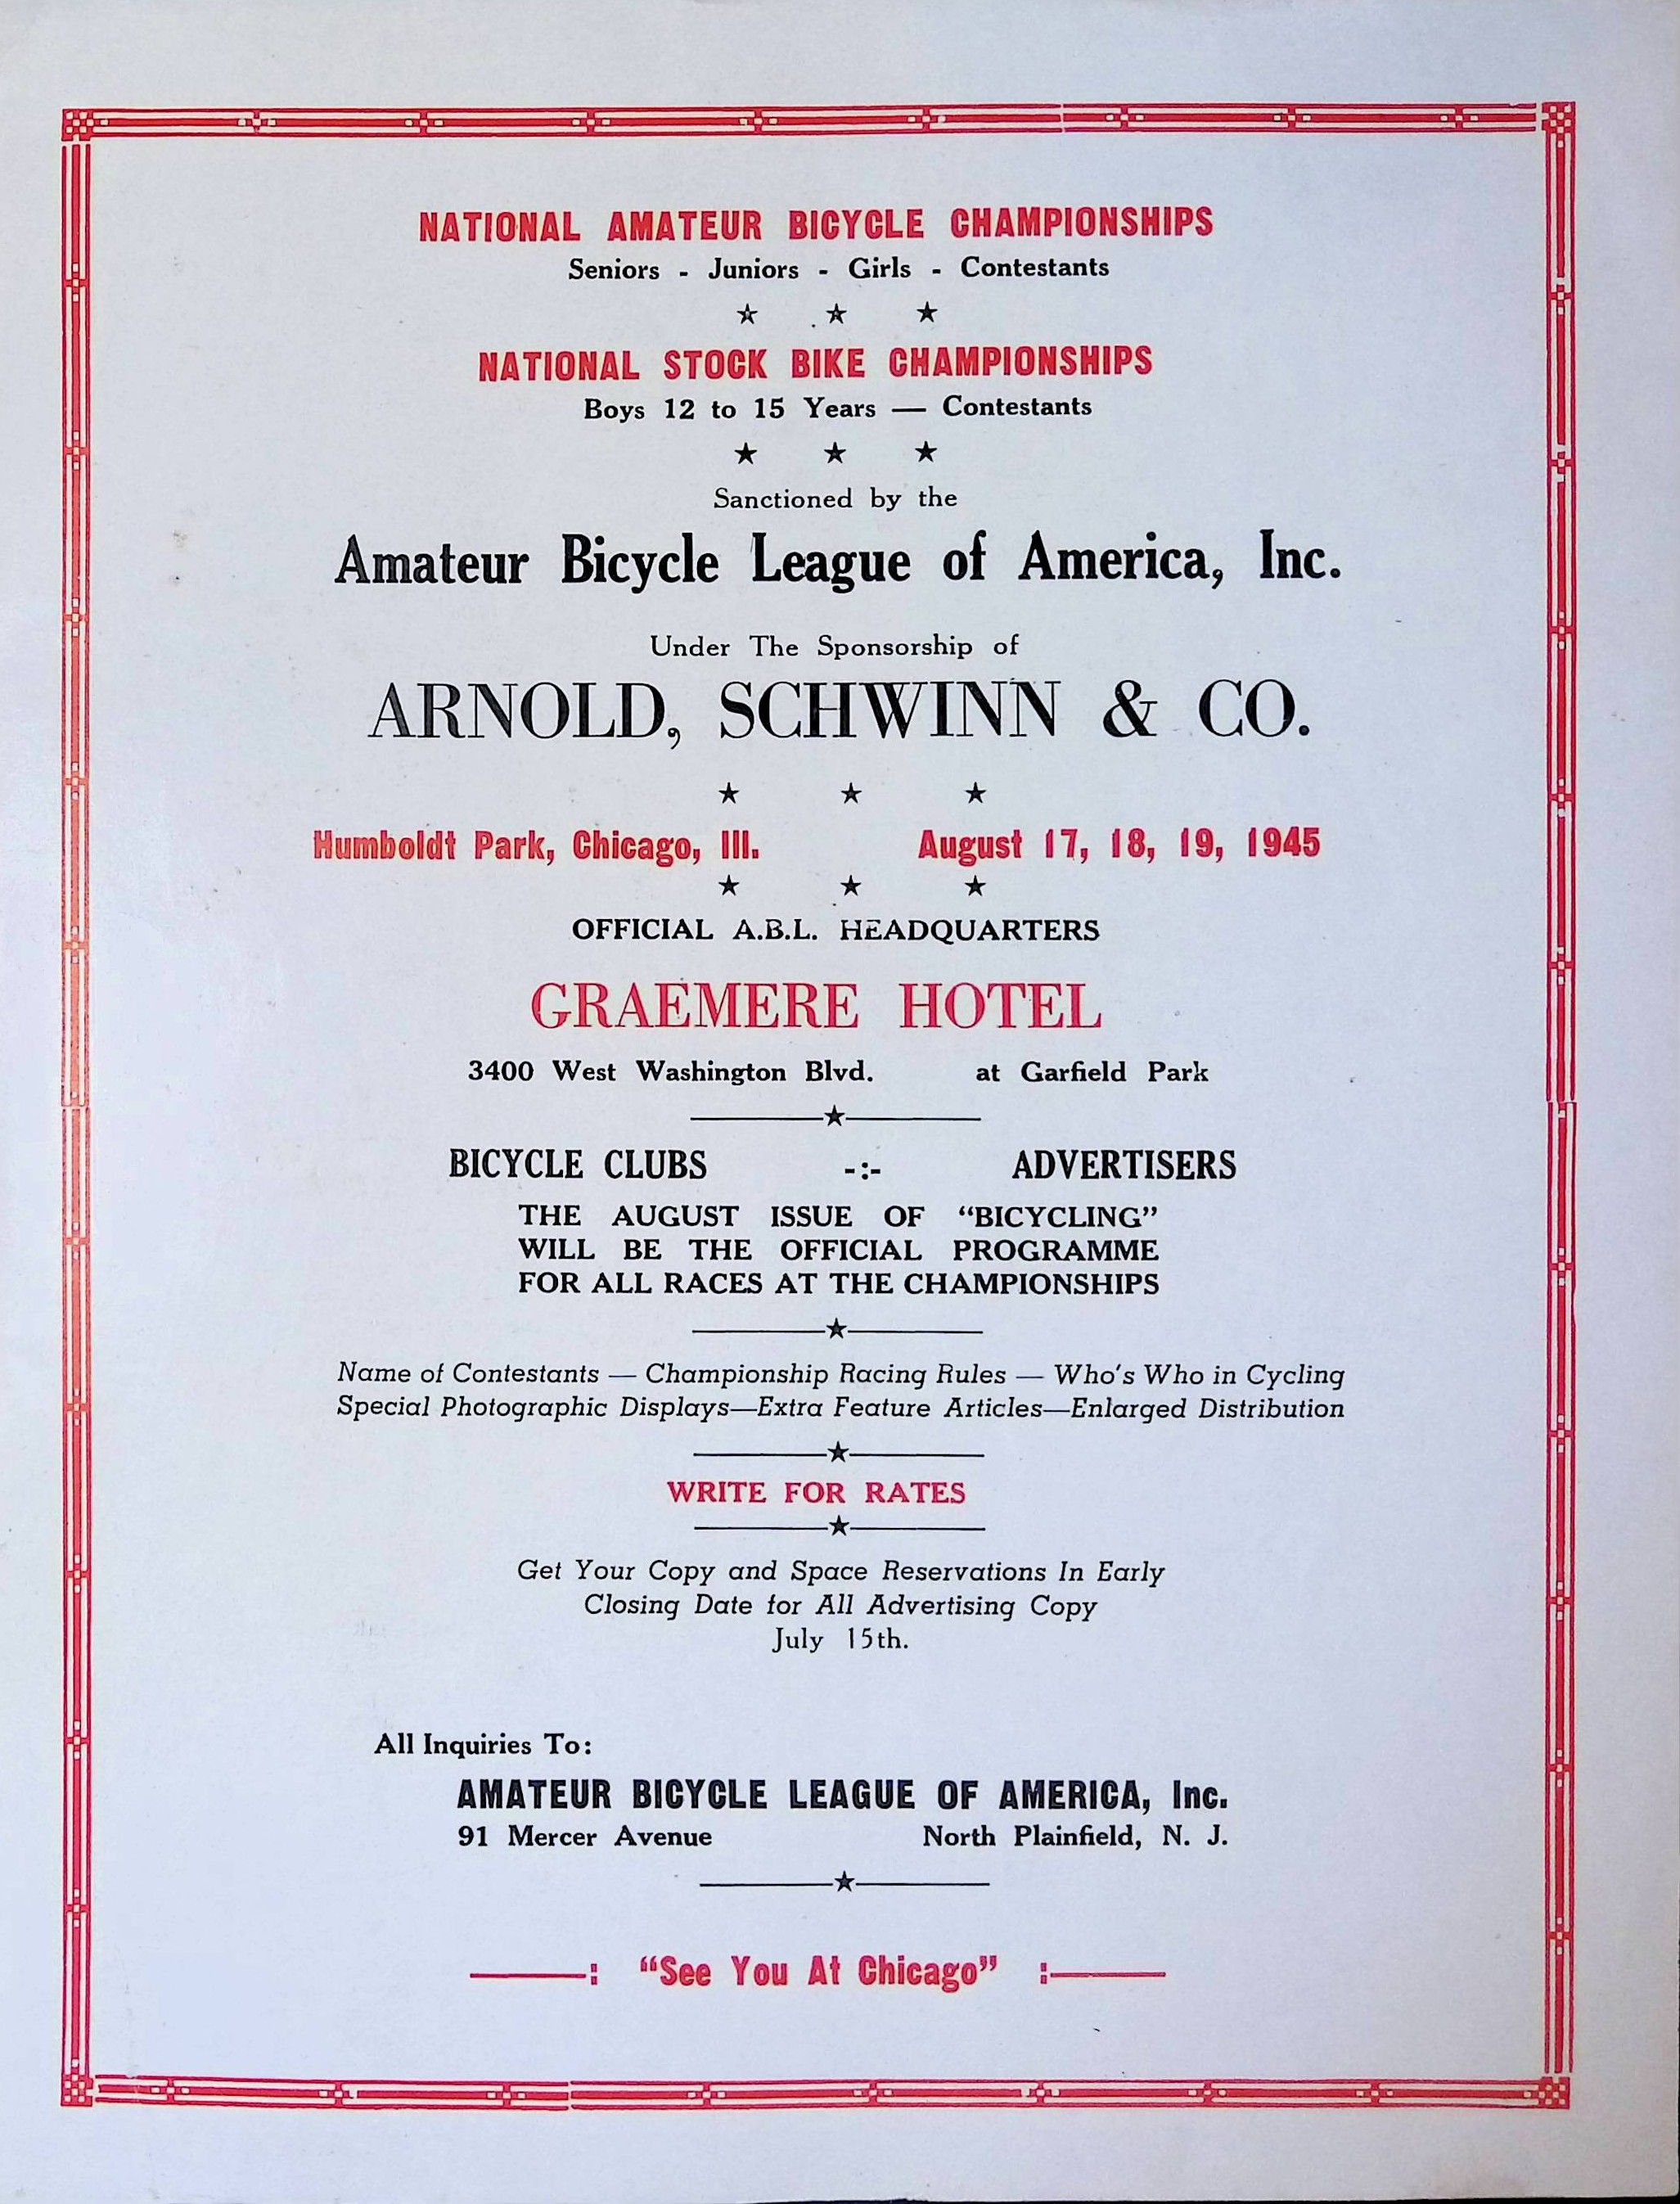 NATIONAL AMATEUR BICYCLE CHAMPIONSHIPS
Seniors - Juniors - Girls - Contestants
★ ★ ★
NATIONAL STOCK BIKE CHAMPIONSHIPS
Boys 12 to 15 Years — Contestants
★ ★ ★
Sanctioned by the
Amateur Bicycle League of America, Inc.
Under The Sponsorship of
ARNOLD, SCHWINN & CO.
★ ★ ★
Humboldt Park, Chicago, Ill. August 17, 18, 19, 1945
★ ★ ★
OFFICIAL A.B.L. HEADQUARTERS
GRAEMERE HOTEL
3400 West Washington Blvd. at Garfield Park
★
BICYCLE CLUBS -:- ADVERTISERS
THE AUGUST ISSUE OF “BICYCLING”
WILL BE THE OFFICIAL PROGRAMME
FOR ALL RACES AT THE CHAMPIONSHIPS
★
Name of Contestants — Championship Racing Rules — Who's Who in Cycling
Special Photographic Displays—Extra Feature Articles—Enlarged Distribution
★
WRITE FOR RATES
★
Get Your Copy and Space Reservations In Early
Closing Date for All Advertising Copy
July 15th.
All Inquiries To:
AMATEUR BICYCLE LEAGUE OF AMERICA, Inc.
91 Mercer Avenue North Plainfield, N. J.
★
——: “See You At Chicago” :——